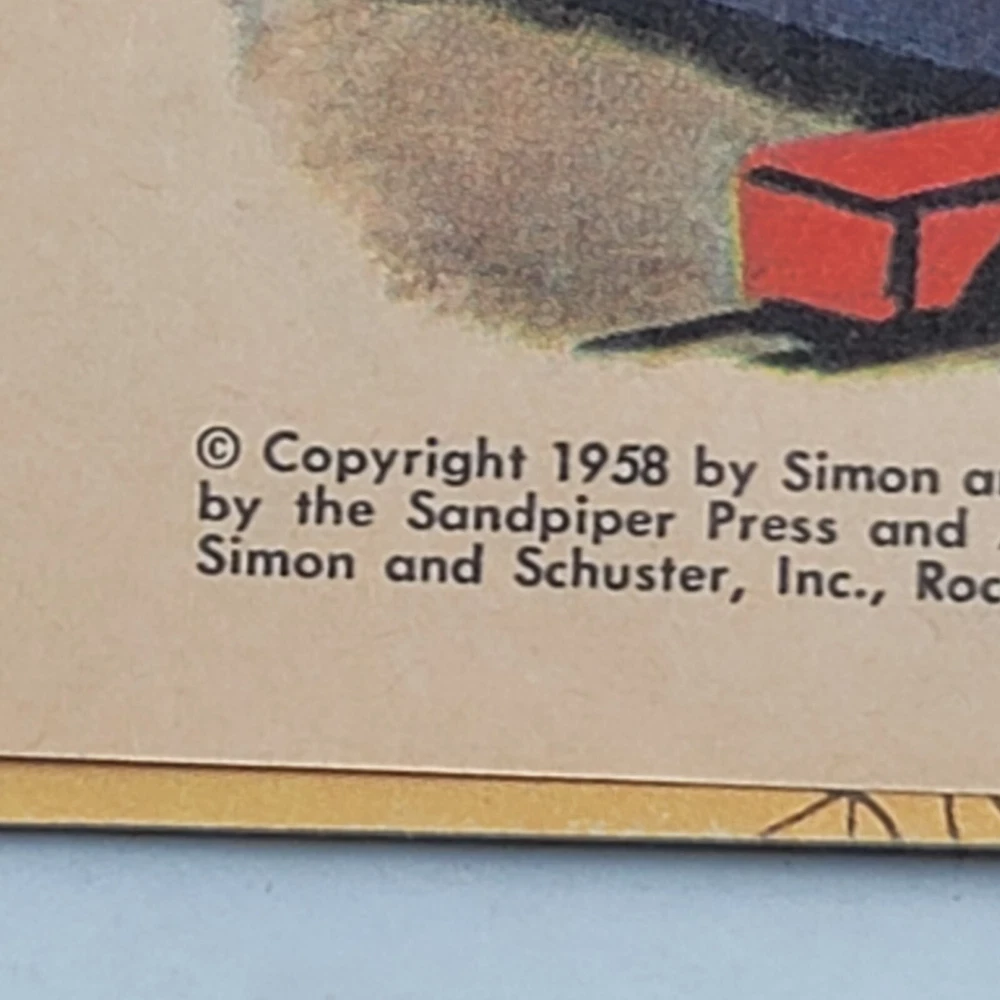 © Copyright 1958 by Simon
by the Sandpiper Press and
Simon and Schuster, Inc.,